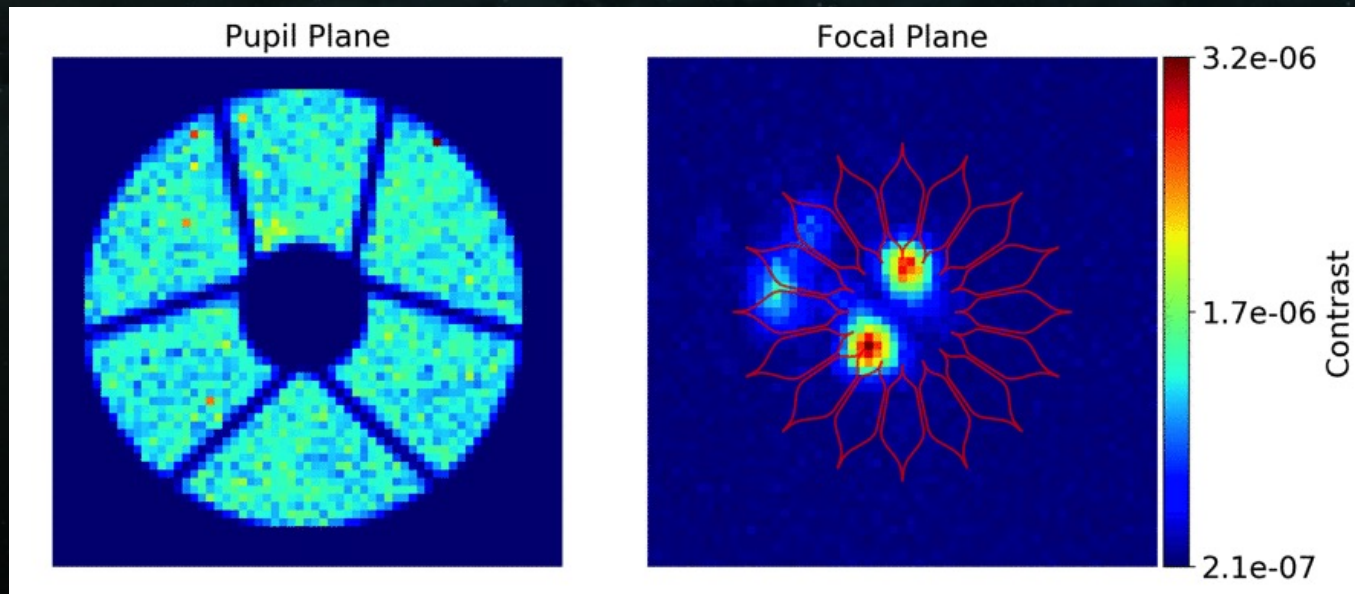 Pupil Plane
Focal Plane
3.2e-06
1.7e-06
2.1e-07
Contrast